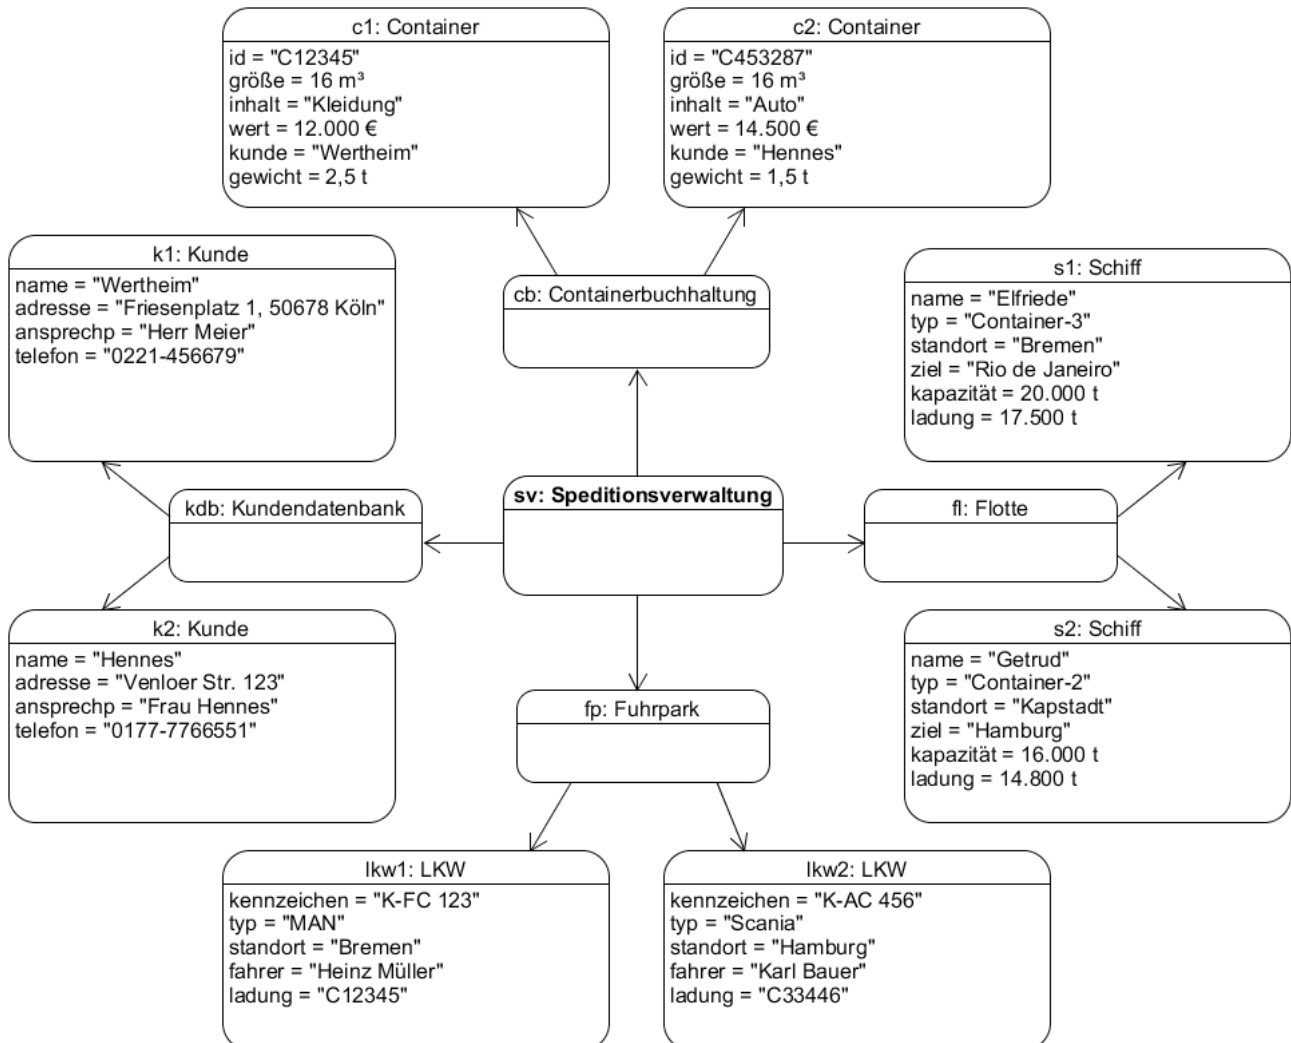 c1: Container
id = "C12345"
größe = 16 m³
inhalt = "Kleidung"
wert = 12.000 €
kunde = "Wertheim"
gewicht = 2,5 t
c2: Container
id = "C453287"
größe = 16 m³
inhalt = "Auto"
wert = 14.500 €
kunde = "Hennes"
gewicht = 1,5 t
k1: Kunde
name = "Wertheim"
adresse = "Friesenplatz 1, 50678 Köln"
ansprechp = "Herr Meier"
telefon = "0221-456679"
cb: Containerbuchhaltung
s1: Schiff
name = "Elfriede"
typ = "Container-3"
standort = "Bremen"
ziel = "Rio de Janeiro"
kapazität = 20.000 t
ladung = 17.500 t
kdb: Kundendatenbank
sv: Speditionsverwaltung
fl: Flotte
k2: Kunde
name = "Hennes"
adresse = "Venloer Str. 123"
ansprechp = "Frau Hennes"
telefon = "0177-7766551"
fp: Fuhrpark
s2: Schiff
name = "Getrud"
typ = "Container-2"
standort = "Kapstadt"
ziel = "Hamburg"
kapazität = 16.000 t
ladung = 14.800 t
lkw1: LKW
kennzeichen = "K-FC 123"
typ = "MAN"
standort = "Bremen"
fahrer = "Heinz Müller"
ladung = "C12345"
lkw2: LKW
kennzeichen = "K-AC 456"
typ = "Scania"
standort = "Hamburg"
fahrer = "Karl Bauer"
ladung = "C33446"